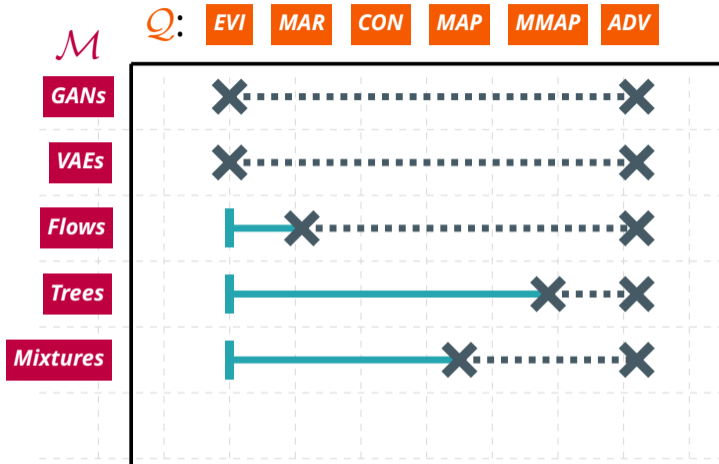 Q: EVI MAR CON MAP MMAP ADV
M
GANs
VAEs
Flows
Trees
Mixtures